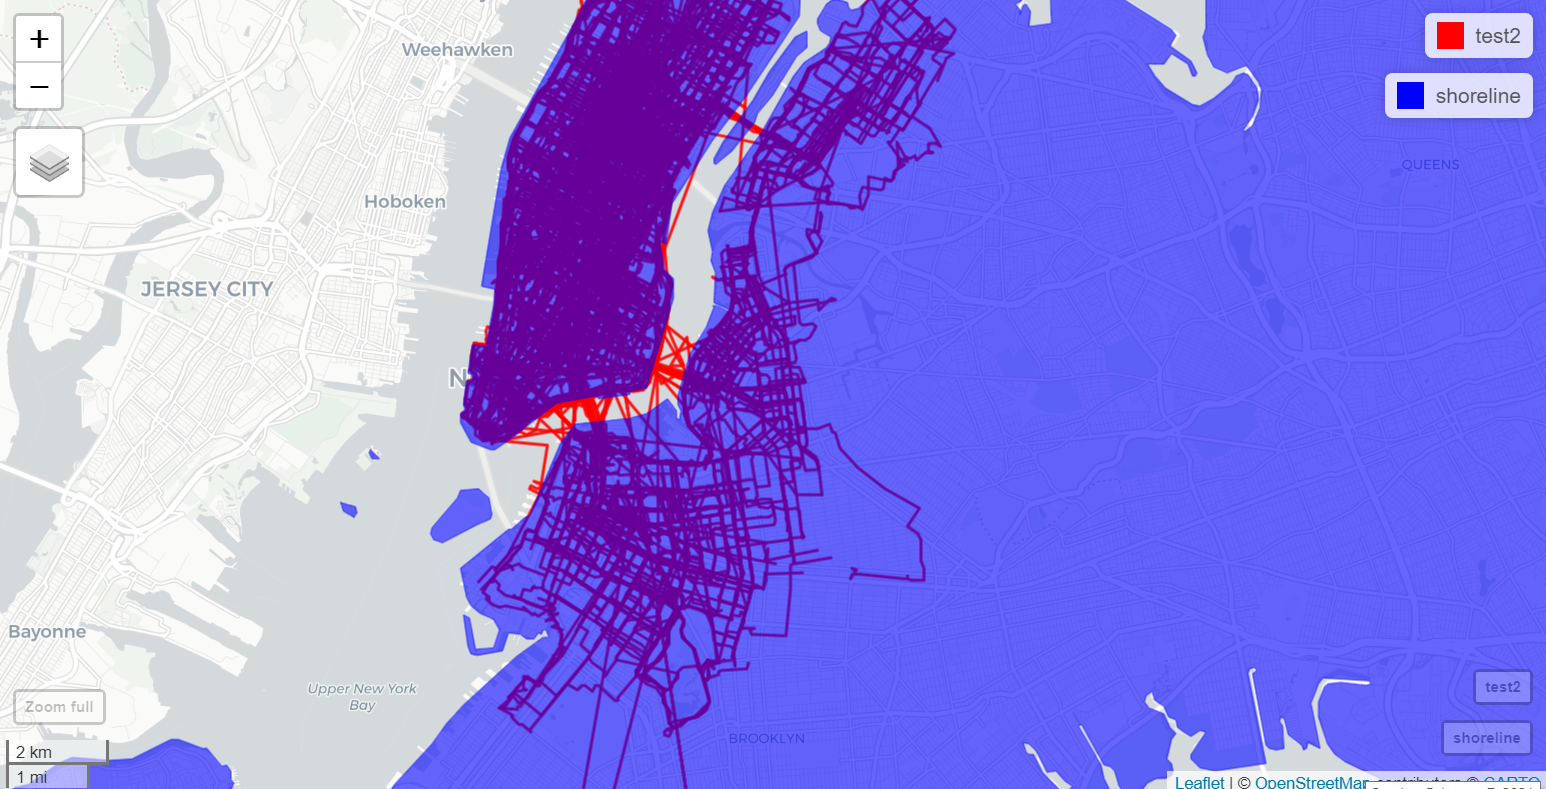 +
−
Weehawken
test2
shoreline
QUEENS
Hoboken
JERSEY CITY
N
Bayonne
Upper New York
Bay
Zoom full
test2
BROOKLYN
shoreline
2 km
1 mi
Leaflet | © OpenStreetMap contributors © CARTO